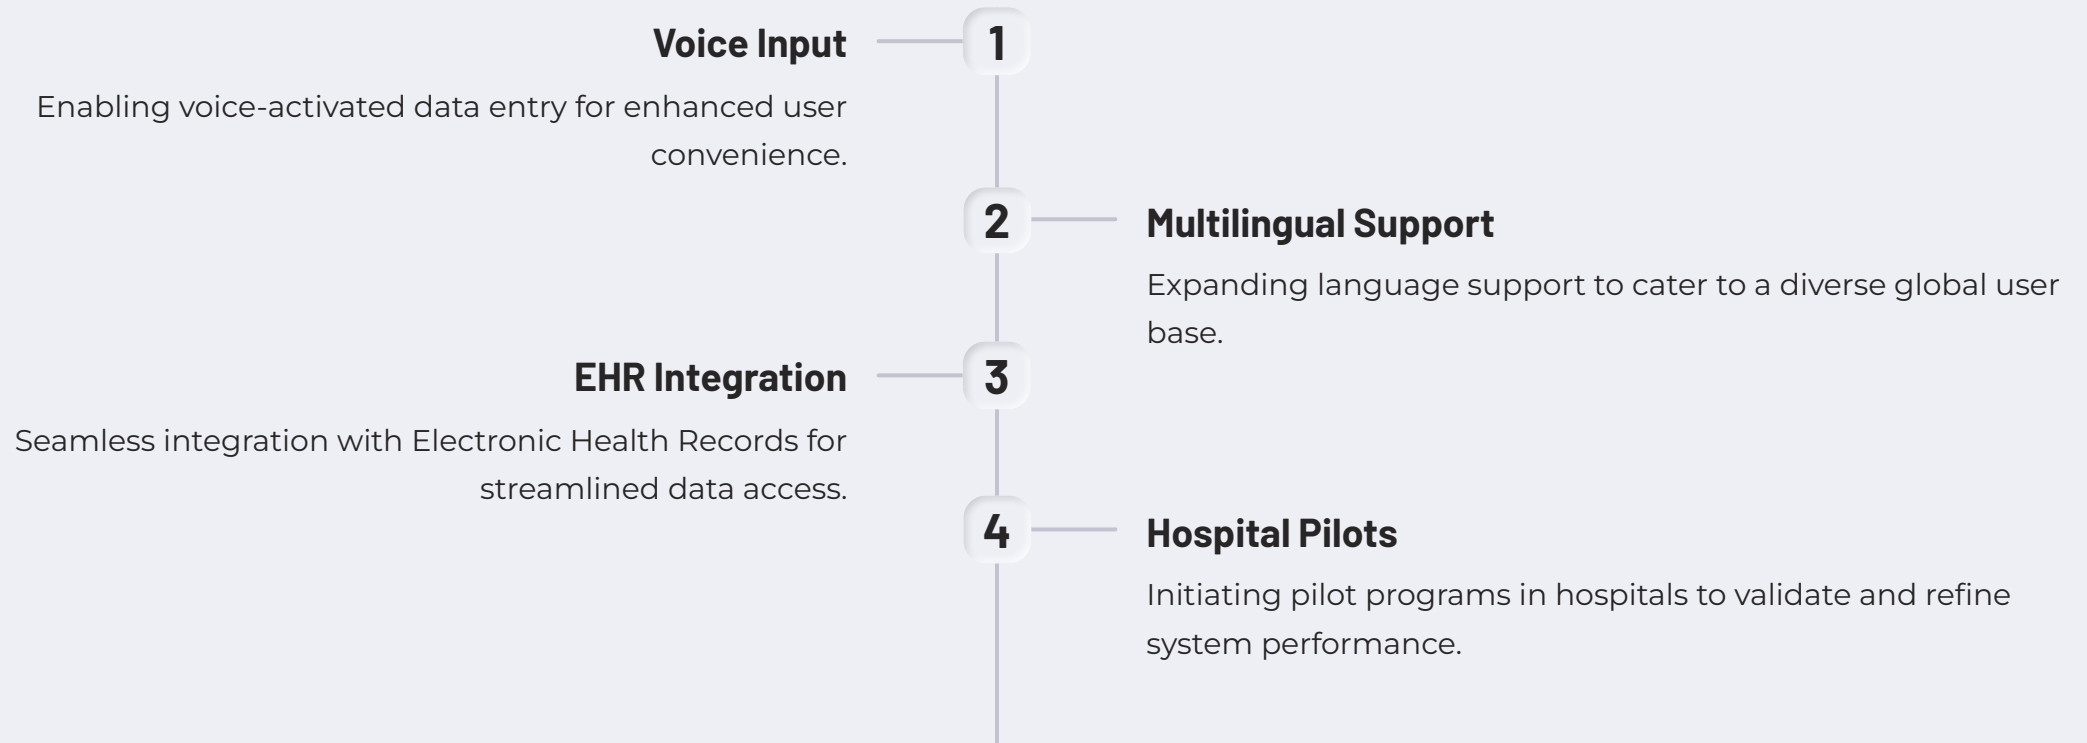 Voice Input
1
Enabling voice-activated data entry for enhanced user
convenience.
2
Multilingual Support
Expanding language support to cater to a diverse global user
base.
EHR Integration
3
Seamless integration with Electronic Health Records for
streamlined data access.
4
Hospital Pilots
Initiating pilot programs in hospitals to validate and refine
system performance.